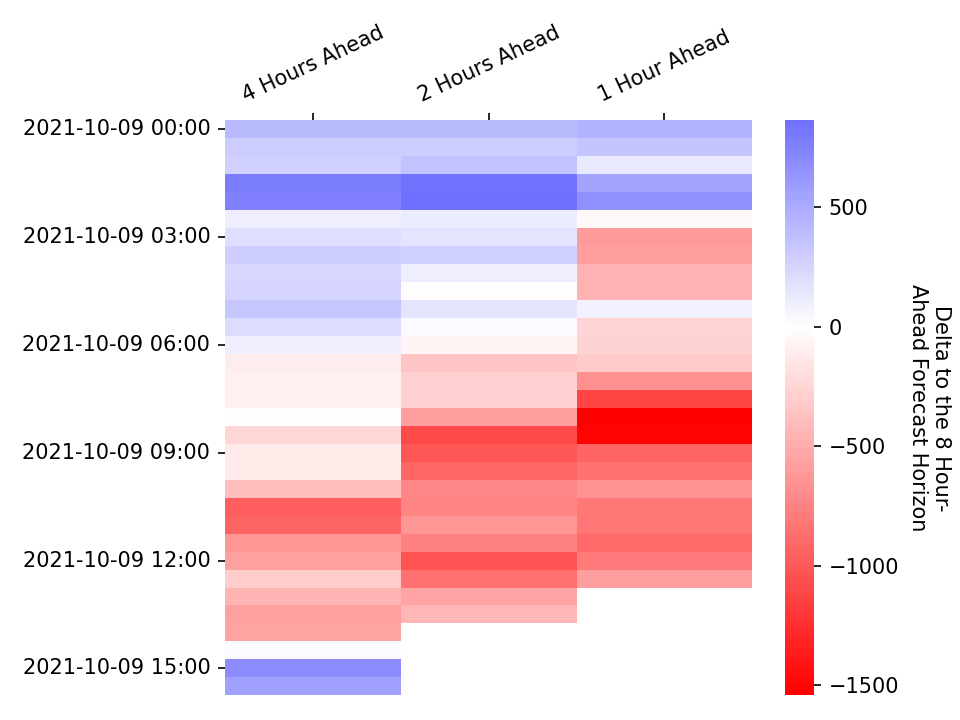 4 Hours Ahead
2 Hours Ahead
1 Hour Ahead
2021-10-09 00:00
2021-10-09 03:00
2021-10-09 06:00
2021-10-09 09:00
2021-10-09 12:00
2021-10-09 15:00
500
0
−500
−1000
−1500
Delta to the 8 Hour-
Ahead Forecast Horizon